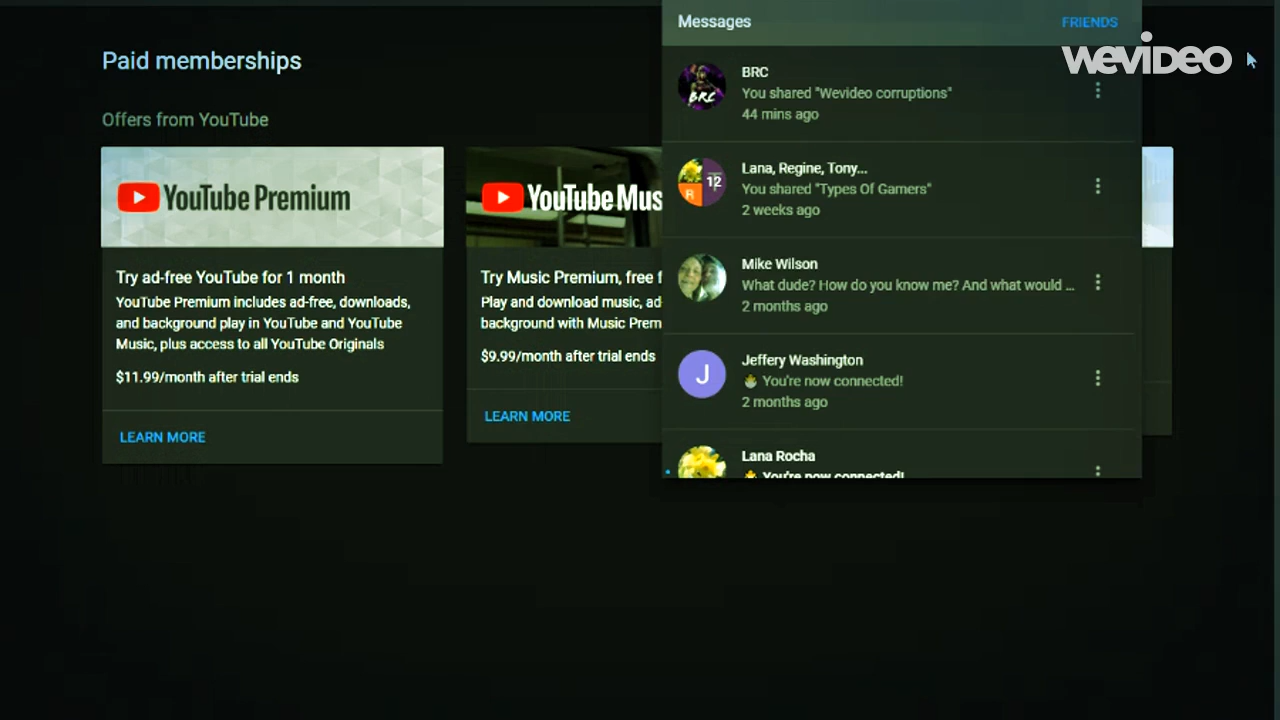 Paid memberships
Offers from YouTube
YouTube Premium
Try ad-free YouTube for 1 month
YouTube Premium includes ad-free, downloads,
and background play in YouTube and YouTube
Music, plus access to all YouTube Originals
$11.99/month after trial ends
LEARN MORE
YouTube Mus
Try Music Premium, free f
Play and download music, ad-
background with Music Prem
$9.99/month after trial ends
LEARN MORE
Messages
FRIENDS
WEVIDEO
BRC
BRC
You shared "Wevideo corruptions"
44 mins ago
12
R
Lana, Regine, Tony...
You shared "Types Of Gamers"
2 weeks ago
Mike Wilson
What dude? How do you know me? And what would ...
2 months ago
J
Jeffery Washington
You're now connected!
2 months ago
Lana Rocha
You're now connected!